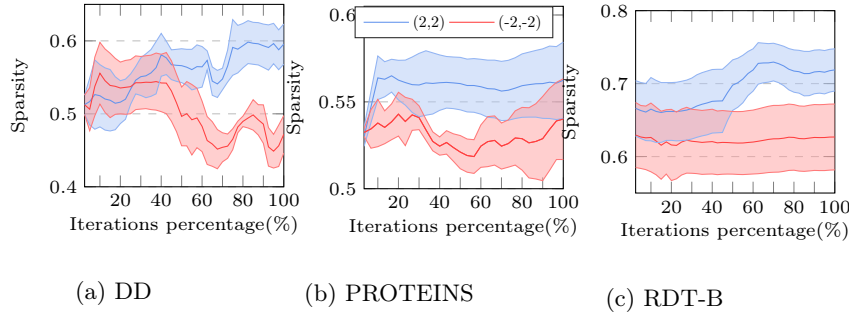 Sparsity
0.6
0.5
0.4
20 40 60 80 100
Iterations percentage(%)
(a) DD
(2,2) (-2,-2)
Sparsity
0.6
0.55
0.5
20 40 60 80 100
Iterations percentage(%)
(b) PROTEINS
Sparsity
0.8
0.7
0.6
20 40 60 80 100
Iterations percentage(%)
(c) RDT-B